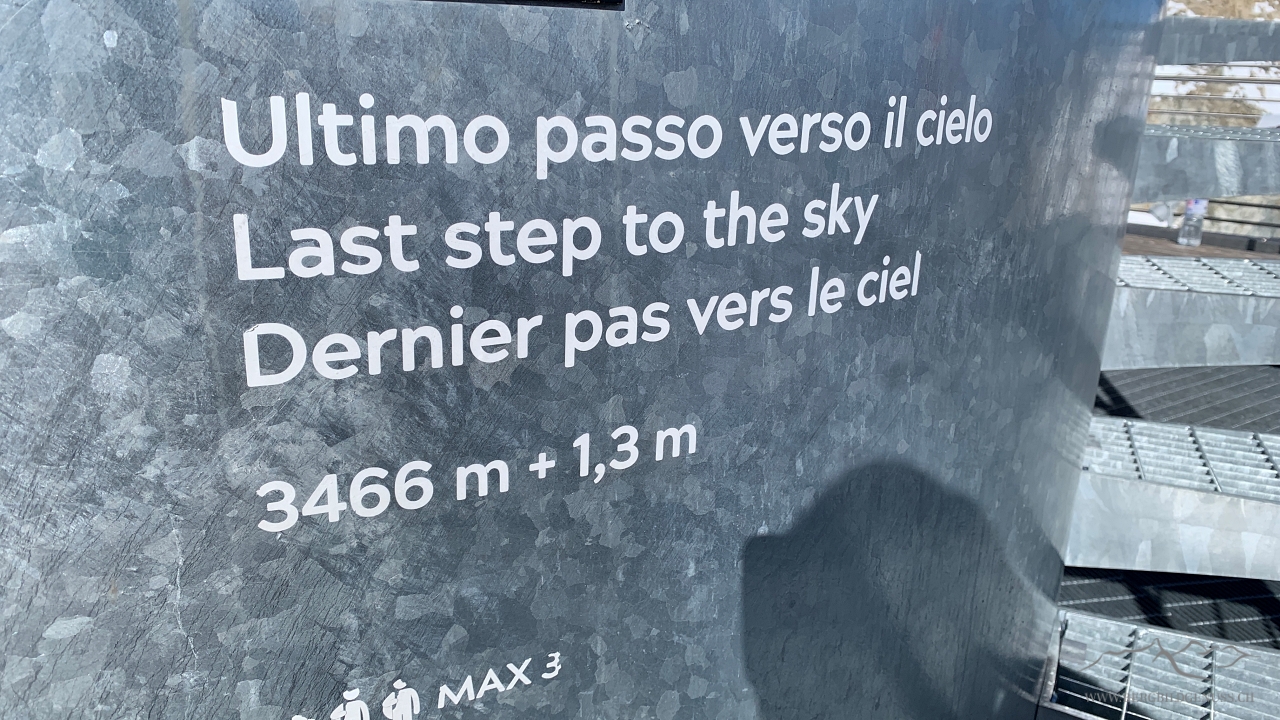 Ultimo passo verso il cielo
Last step to the sky
Dernier pas vers le ciel
3466 m + 1,3 m
MAX 3